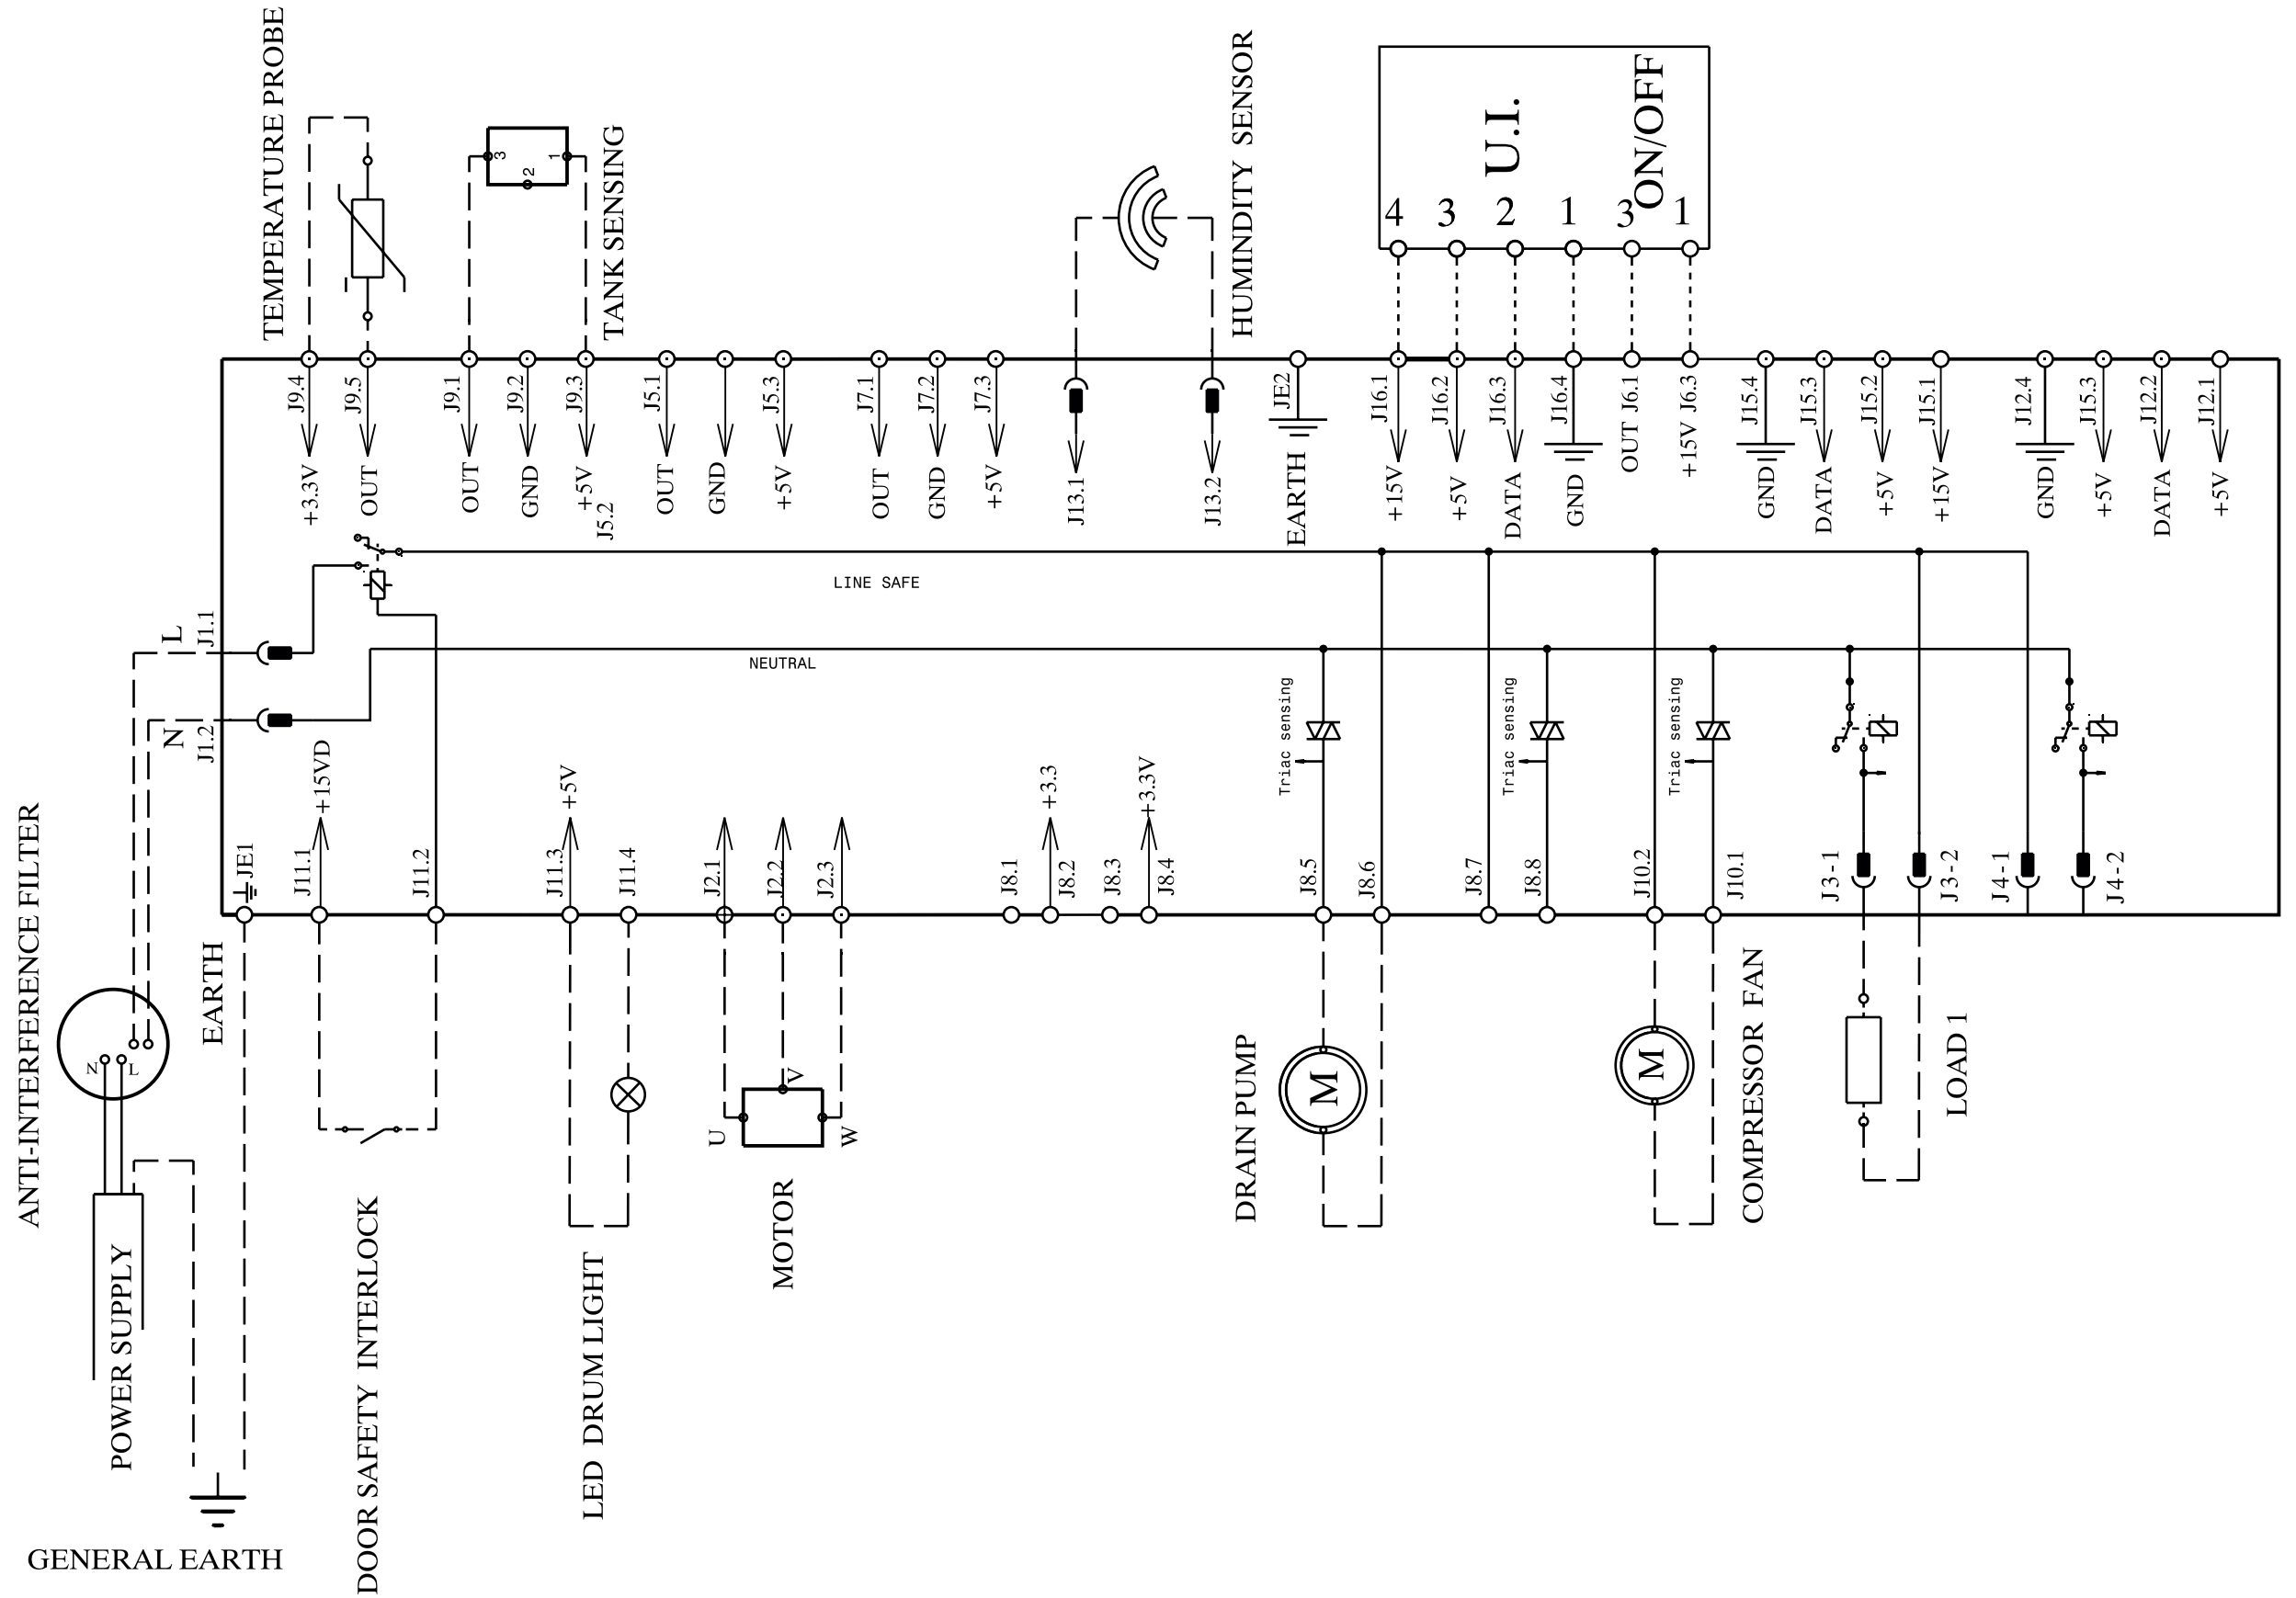 TEMPERATURE PROBE
TANK SENSING
3
2
1
HUMINDITY SENSOR
U.I.
ON/OFF
4
3
2
1
3
1
J9.4
J9.5
J9.1
J9.2
J9.3
J5.1
J5.3
J7.1
J7.2
J7.3
JE2
J16.1
J16.2
J16.3
J16.4
OUT J6.1
+15V J6.3
J15.4
J15.3
J15.2
J15.1
J12.4
J15.3
J12.2
J12.1
+3.3V
OUT
OUT
GND
+5V
J5.2
OUT
GND
+5V
OUT
GND
+5V
J13.1
J13.2
EARTH
+15V
+5V
DATA
GND
GND
DATA
+5V
+15V
GND
+5V
DATA
+5V
LINE SAFE
NEUTRAL
L
J1.1
N
J1.2
+15VD
+5V
+3.3
+3.3V
Triac sensing
Triac sensing
Triac sensing
JE1
J11.1
J11.2
J11.3
J11.4
J2.1
J2.2
J2.3
J8.1
J8.2
J8.3
J8.4
J8.5
J8.6
J8.7
J8.8
J10.2
J10.1
J3-1
J3-2
J4-1
J4-2
ANTI-INTERFERENCE FILTER
EARTH
N
L
POWER SUPPLY
GENERAL EARTH
DOOR SAFETY INTERLOCK
LED DRUM LIGHT
U
V
W
MOTOR
DRAIN PUMP
M
M
COMPRESSOR FAN
LOAD 1